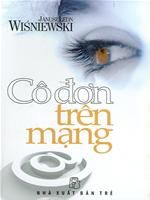 JANUSZ LEON
WIŚNIEWSKI
Cô đơn
trên
mạng
@
NHÀ XUẤT BẢN TRẺ